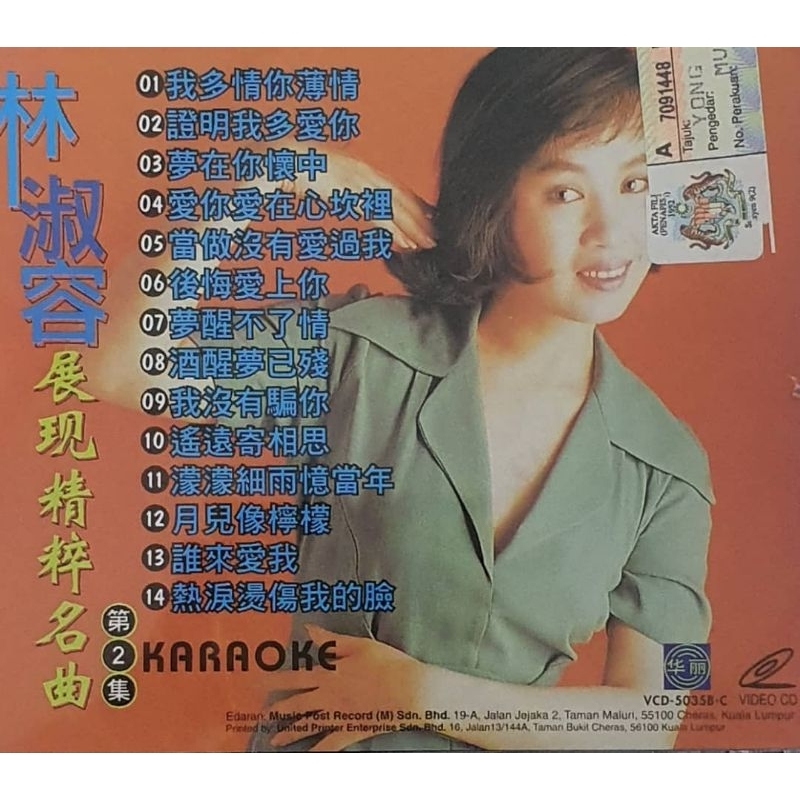 林淑容
展现精粹名曲
第2集
01 我多情你薄情
02 證明我多愛你
03 夢在你懷中
04 愛你愛在心坎裡
05 當做沒有愛過我
06 後悔愛上你
07 夢醒不了情
08 酒醒夢已殘
09 我沒有騙你
10 遙遠寄相思
11 濛濛細雨憶當年
12 月兒像檸檬
13 誰來愛我
14 熱淚燙傷我的臉
KARAOKE
A 7091448
Tajuk: YONG
Pengedar: MU
No. Perakuan:
AKTA FILEM
(PENAPISAN)
华丽
VCD-5035B·C
VIDEO CD
Edaran: Music Post Record (M) Sdn. Bhd. 19-A, Jalan Jejaka 2, Taman Maluri, 55100 Cheras, Kuala Lumpur
Printed by: United Printer Enterprise Sdn. Bhd. 16, Jalan13/144A, Taman Bukit Cheras, 56100 Kuala Lumpur